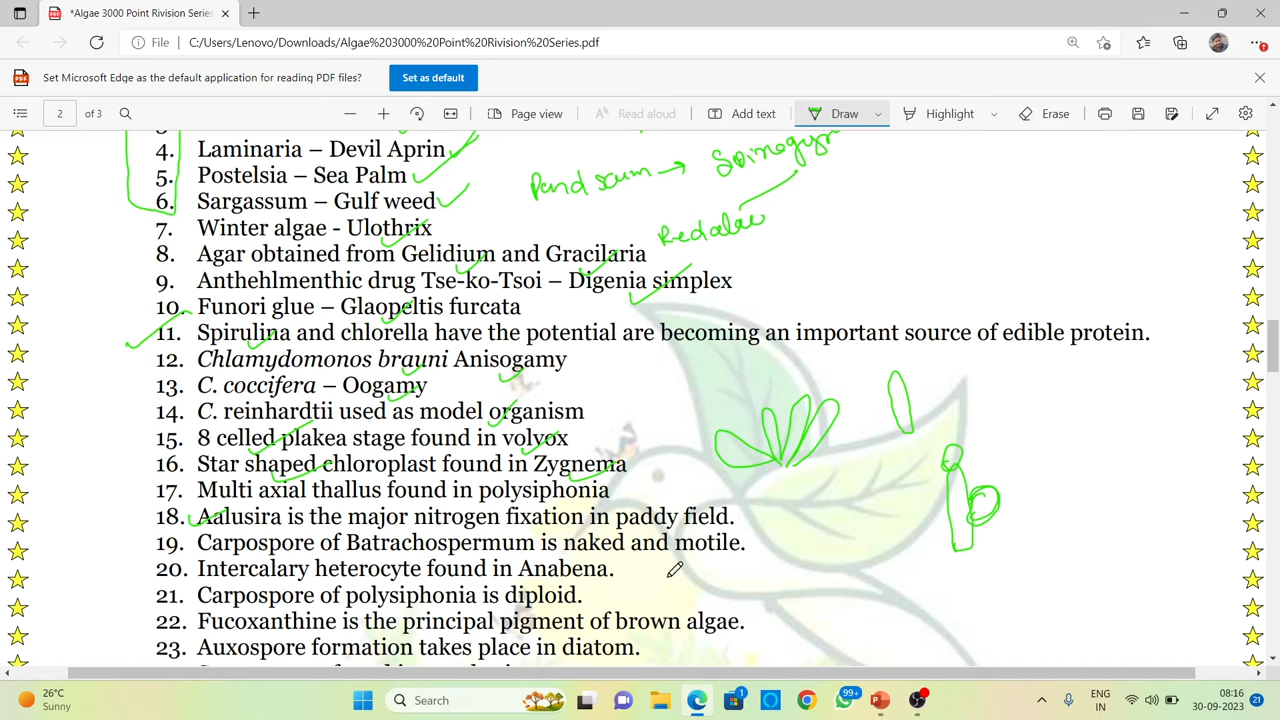 *Algae 3000 Point Rivision Series
File
C:/Users/Lenovo/Downloads/Algae%203000%20Point%20Rivision%20Series.pdf
Set Microsoft Edge as the default application for reading PDF files?
Set as default
2 of 3
Page view
Read aloud
Add text
Draw
Highlight
Erase
4. Laminaria – Devil Aprin
5. Postelsia – Sea Palm
Pond scum → Spirogyra
6. Sargassum – Gulf weed
7. Winter algae - Ulothrix
Red alae
8. Agar obtained from Gelidium and Gracilaria
9. Anthehlmenthic drug Tse-ko-Tsoi – Digenia simplex
10. Funori glue – Glaopeltis furcata
11. Spirulina and chlorella have the potential are becoming an important source of edible protein.
12. Chlamydomonos brauni Anisogamy
13. C. coccifera – Oogamy
14. C. reinhardtii used as model organism
15. 8 celled plakea stage found in volvox
16. Star shaped chloroplast found in Zygnema
17. Multi axial thallus found in polysiphonia
18. Aalusira is the major nitrogen fixation in paddy field.
19. Carpospore of Batrachospermum is naked and motile.
20. Intercalary heterocyte found in Anabena.
21. Carpospore of polysiphonia is diploid.
22. Fucoxanthine is the principal pigment of brown algae.
23. Auxospore formation takes place in diatom.
26°C
Sunny
Search
99+
1
ENG
IN
08:16
30-09-2023
21